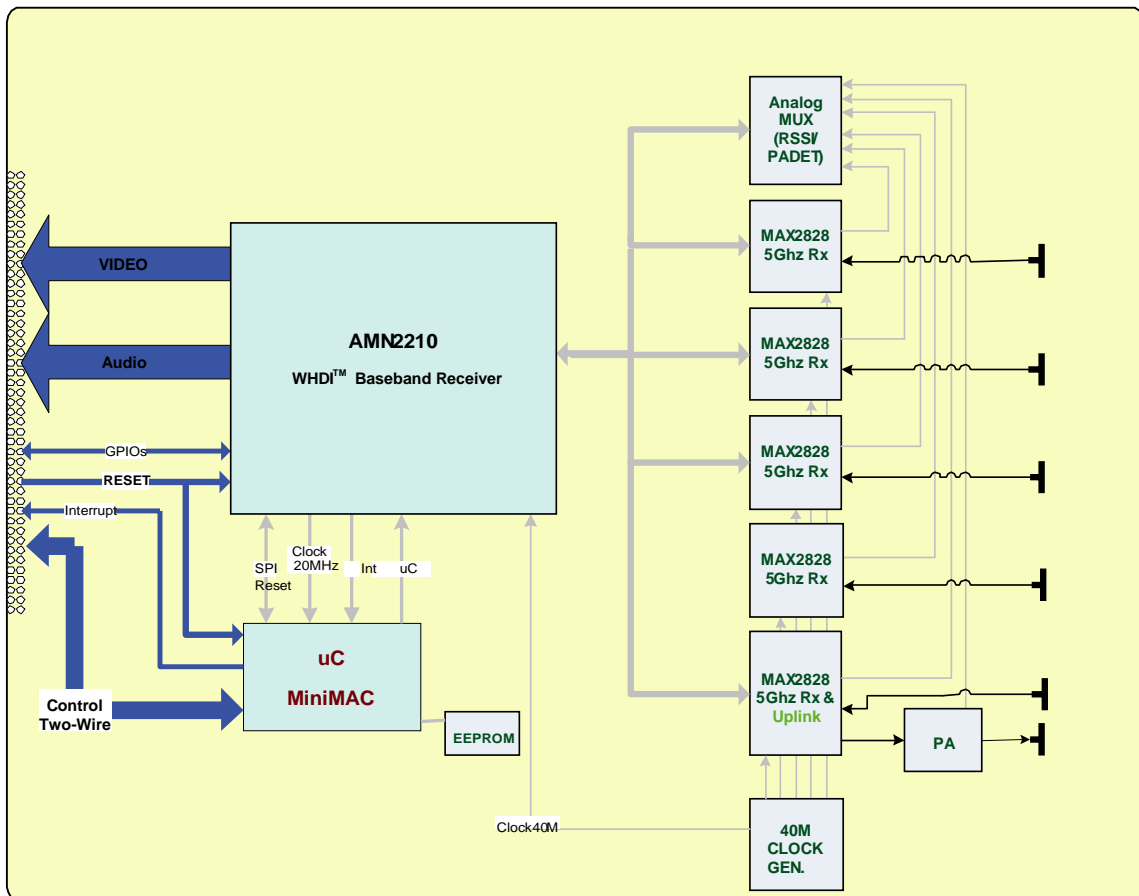 Analog
MUX
(RSSI/
PADET)
MAX2828
5Ghz Rx
VIDEO
AMN2210
WHDI™ Baseband Receiver
Audio
MAX2828
5Ghz Rx
GPIOs
RESET
Interrupt
MAX2828
5Ghz Rx
SPI
Reset
Clock
20MHz
Int
uC
MAX2828
5Ghz Rx
uC
MiniMAC
Control
Two-Wire
EEPROM
MAX2828
5Ghz Rx &
Uplink
PA
Clock40M
40M
CLOCK
GEN.